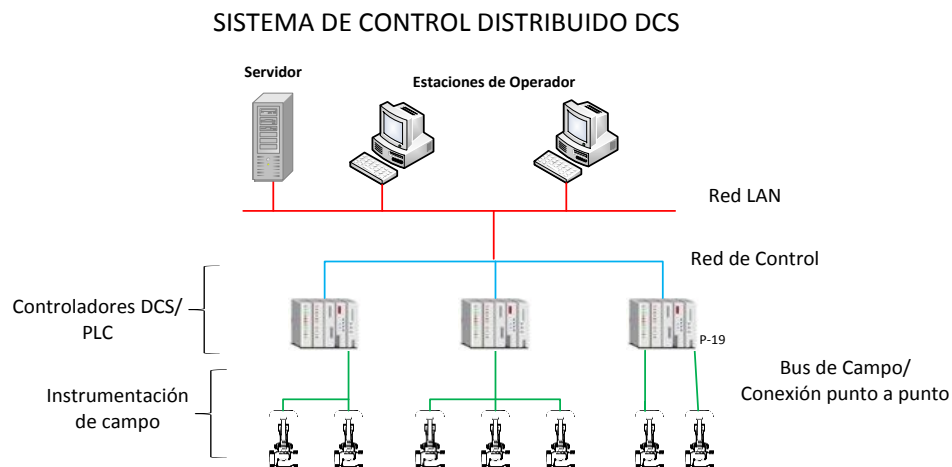 SISTEMA DE CONTROL DISTRIBUIDO DCS
Servidor
Estaciones de Operador
Red LAN
Red de Control
Controladores DCS/
PLC
P-19
Bus de Campo/
Conexión punto a punto
Instrumentación
de campo